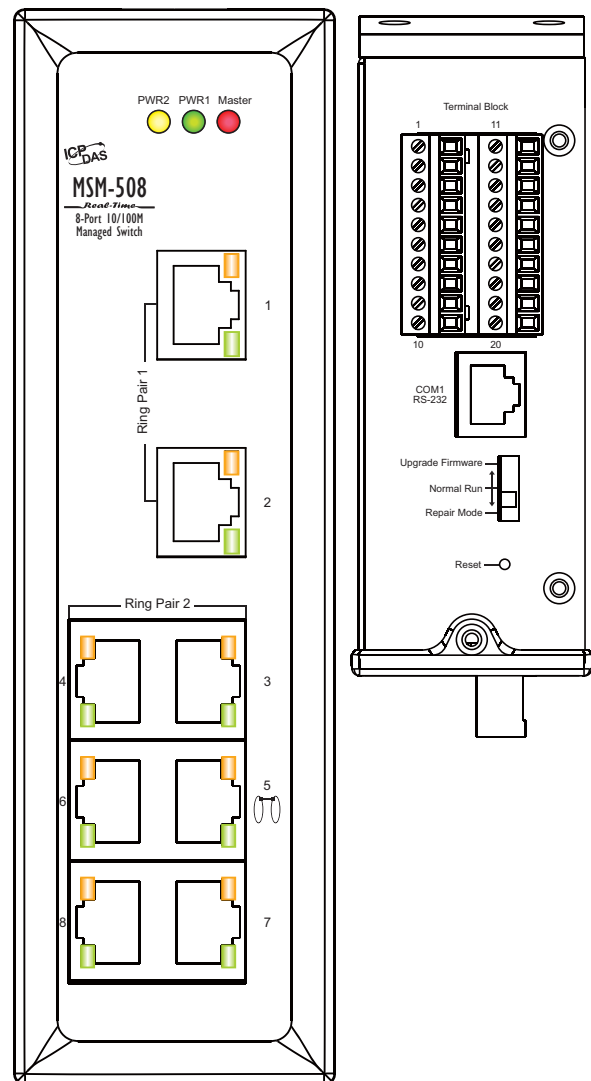 PWR2 PWR1 Master
ICP DAS
MSM-508
Real-Time
8-Port 10/100M
Managed Switch
1
Ring Pair 1
2
Ring Pair 2
4
3
6
5
8
7
Terminal Block
1 11
10 20
COM1
RS-232
Upgrade Firmware
Normal Run
Repair Mode
Reset